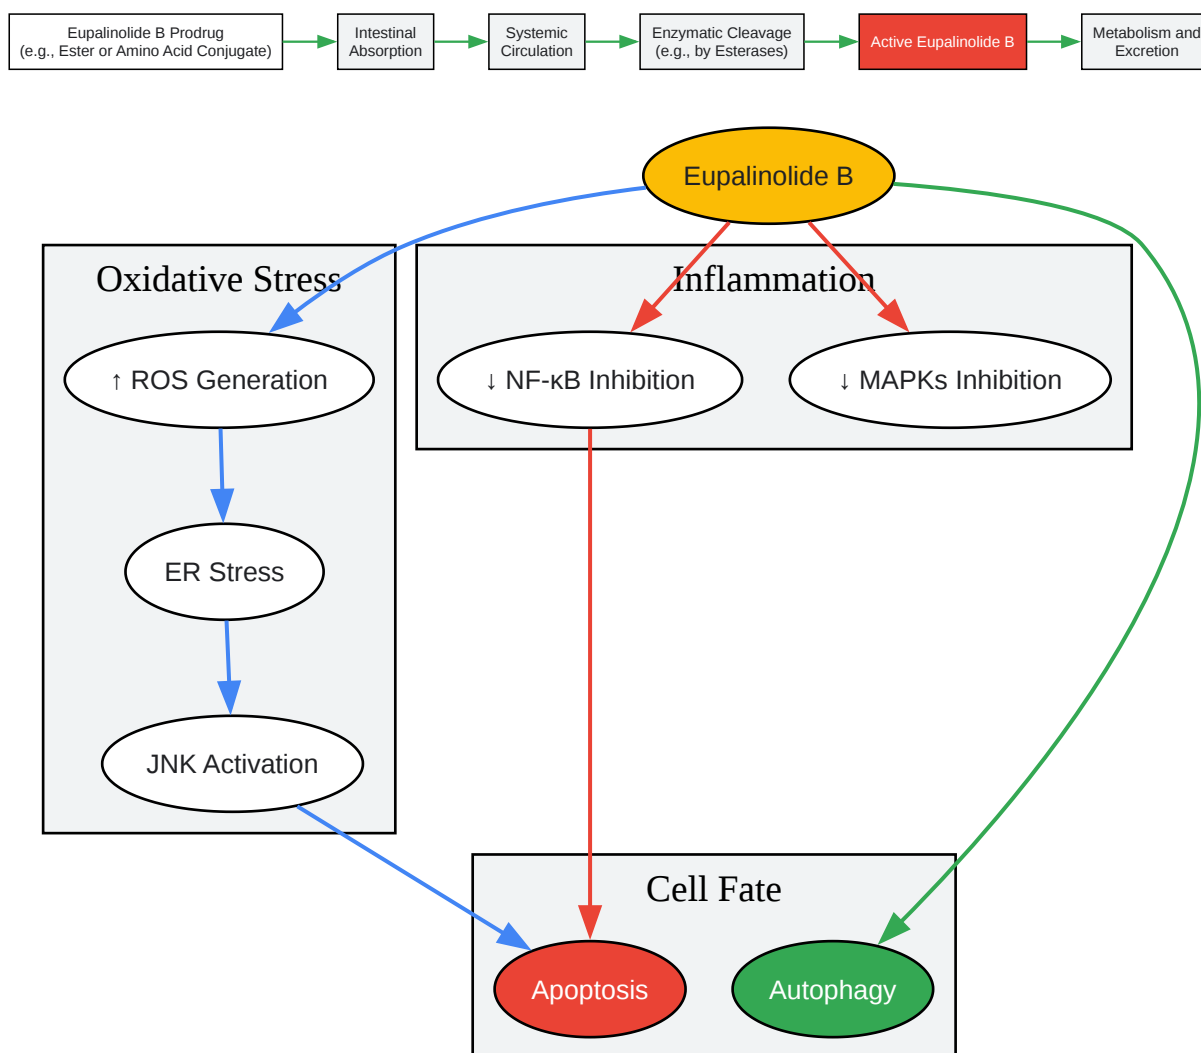 Eupalinolide B Prodrug
(e.g., Ester or Amino Acid Conjugate)
Intestinal
Absorption
Systemic
Circulation
Enzymatic Cleavage
(e.g., by Esterases)
Active Eupalinolide B
Metabolism and
Excretion
Eupalinolide B
Oxidative Stress
Inflammation
↑ ROS Generation
↓ NF-κB Inhibition
↓ MAPKs Inhibition
ER Stress
JNK Activation
Cell Fate
Apoptosis
Autophagy